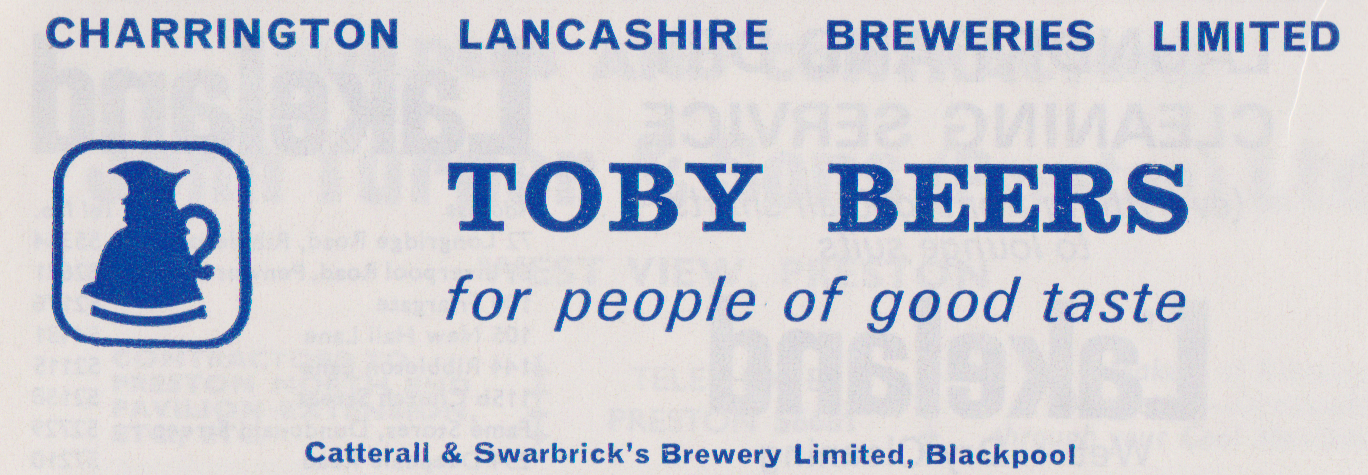 CHARRINGTON LANCASHIRE BREWERIES LIMITED
TOBY BEERS
for people of good taste
Catterall & Swarbrick's Brewery Limited, Blackpool